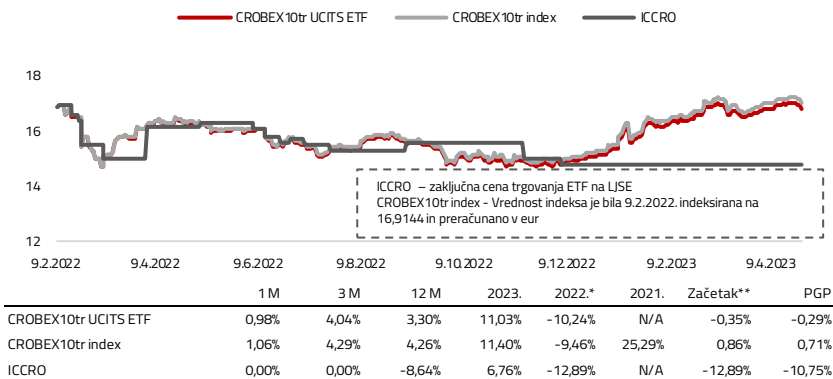 CROBEX10tr UCITS ETF CROBEX10tr index ICCRO
18
16
14
12
ICCRO – zaključna cena trgovanja ETF na LJSE
CROBEX10tr index - Vrednost indeksa je bila 9.2.2022. indeksirana na
16,9144 in preračunano v eur
9.2.2022 9.4.2022 9.6.2022 9.8.2022 9.10.2022 9.12.2022 9.2.2023 9.4.2023
1 M 3 M 12 M 2023. 2022.* 2021. Začetak** PGP
CROBEX10tr UCITS ETF 0,98% 4,04% 3,30% 11,03% -10,24% N/A -0,35% -0,29%
CROBEX10tr index 1,06% 4,29% 4,26% 11,40% -9,46% 25,29% 0,86% 0,71%
ICCRO 0,00% 0,00% -8,64% 6,76% -12,89% N/A -12,89% -10,75%